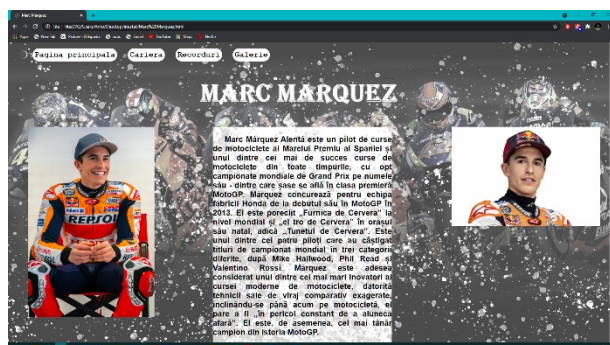 Marc Marquez
Pagina principala Cariera Recorduri Galerie
MARC MARQUEZ
Marc Márquez Alentà este un pilot de curse
de motociclete al Marelui Premiu al Spaniei și
unul dintre cei mai de succes curse de
motociclete din toate timpurile, cu opt
campionate mondiale de Grand Prix pe numele
său - dintre care șase se află în clasa premieră
MotoGP. Márquez concurează pentru echipa
fabricii Honda de la debutul său în MotoGP în
2013. El este poreclit „Furnica de Cervera" la
nivel mondial și „el tro de Cervera" în orașul
său natal, adică „Tunetul de Cervera". Este
unul dintre cei patru piloți care au câștigat
titluri de campionat mondial în trei categorii
diferite, după Mike Hailwood, Phil Read și
Valentino Rossi. Márquez este adesea
considerat unul dintre cei mai mari inovatori ai
cursei moderne de motociclete, datorită
tehnicii sale de viraj comparativ exagerate,
înclinându-se până acum pe motocicletă, el
pare a fi „în pericol constant de a aluneca
afară". El este, de asemenea, cel mai tânăr
campion din istoria MotoGP.
REPSOL